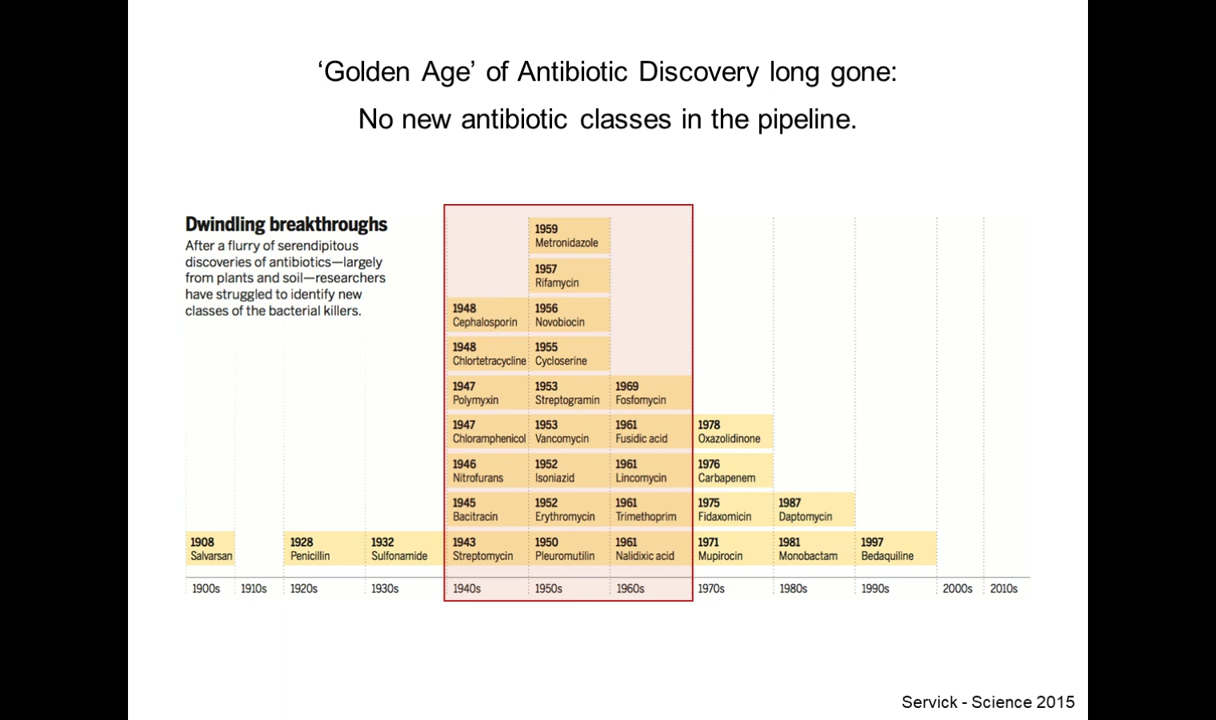 ‘Golden Age’ of Antibiotic Discovery long gone:
No new antibiotic classes in the pipeline.
Dwindling breakthroughs
After a flurry of serendipitous
discoveries of antibiotics—largely
from plants and soil—researchers
have struggled to identify new
classes of the bacterial killers.
1959
Metronidazole
1957
Rifamycin
1948
Cephalosporin
1956
Novobiocin
1948
Chlortetracycline
1955
Cycloserine
1947
Polymyxin
1953
Streptogramin
1969
Fosfomycin
1947
Chloramphenicol
1953
Vancomycin
1961
Fusidic acid
1978
Oxazolidinone
1946
Nitrofurans
1952
Isoniazid
1961
Lincomycin
1976
Carbapenem
1945
Bacitracin
1952
Erythromycin
1961
Trimethoprim
1975
Fidaxomicin
1987
Daptomycin
1908
Salvarsan
1928
Penicillin
1932
Sulfonamide
1943
Streptomycin
1950
Pleuromutilin
1961
Nalidixic acid
1971
Mupirocin
1981
Monobactam
1997
Bedaquiline
1900s 1910s 1920s 1930s 1940s 1950s 1960s 1970s 1980s 1990s 2000s 2010s
Servick - Science 2015